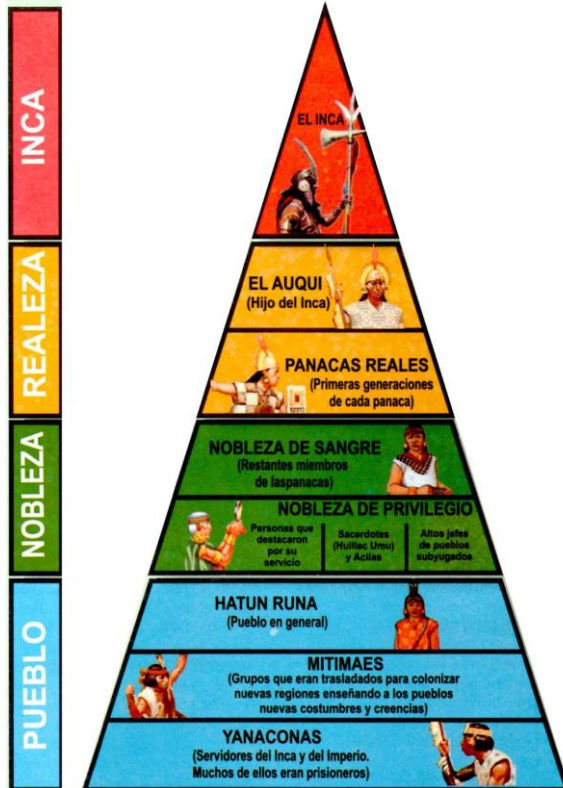 INCA
EL INCA
REALEZA
EL AUQUI
(Hijo del Inca)
PANACAS REALES
(Primeras generaciones
de cada panaca)
NOBLEZA
NOBLEZA DE SANGRE
(Restantes miembros
de laspanacas)
NOBLEZA DE PRIVILEGIO
Personas que
destacaron
por su
servicio
Sacerdotes
(Huillac Umu)
y Acllas
Altos jefes
de pueblos
subyugados
PUEBLO
HATUN RUNA
(Pueblo en general)
MITIMAES
(Grupos que eran trasladados para colonizar
nuevas regiones enseñando a los pueblos
nuevas costumbres y creencias)
YANACONAS
(Servidores del Inca y del Imperio.
Muchos de ellos eran prisioneros)